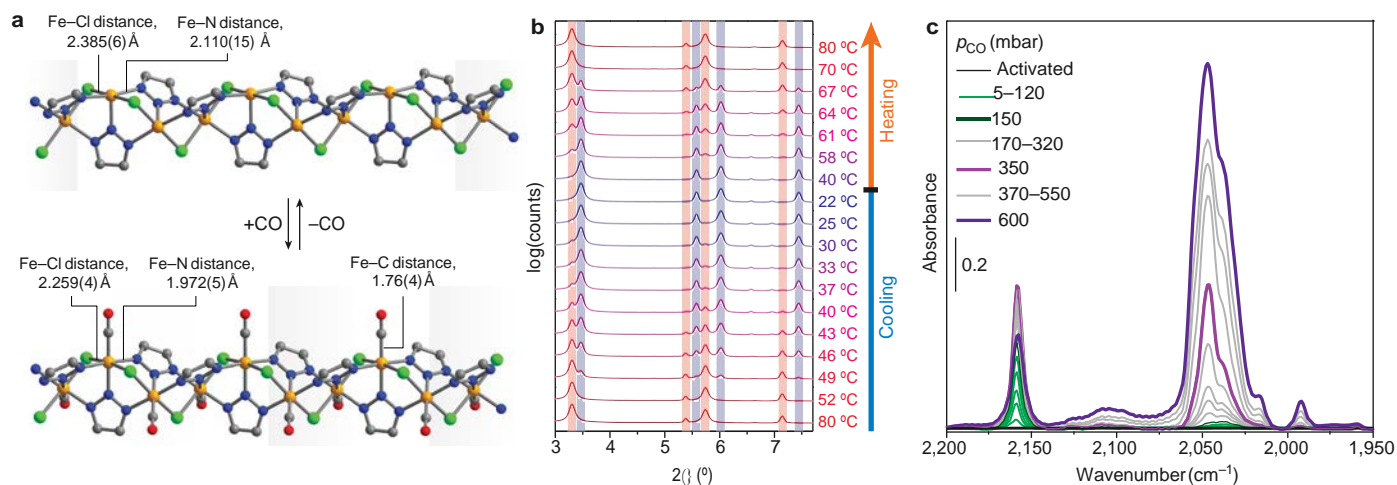 a
Fe–Cl distance,
2.385(6) Å
Fe–N distance,
2.110(15) Å
+CO
–CO
Fe–Cl distance,
2.259(4) Å
Fe–N distance,
1.972(5) Å
Fe–C distance,
1.76(4) Å
b
log(counts)
80 ºC
70 ºC
67 ºC
64 ºC
61 ºC
58 ºC
40 ºC
22 ºC
25 ºC
30 ºC
33 ºC
37 ºC
40 ºC
43 ºC
46 ºC
49 ºC
52 ºC
80 ºC
Heating
Cooling
3 4 5 6 7
c
pCO (mbar)
Activated
5–120
150
170–320
350
370–550
600
Absorbance
0.2
2,200 2,150 2,100 2,050 2,000 1,950
Wavenumber (cm⁻¹)